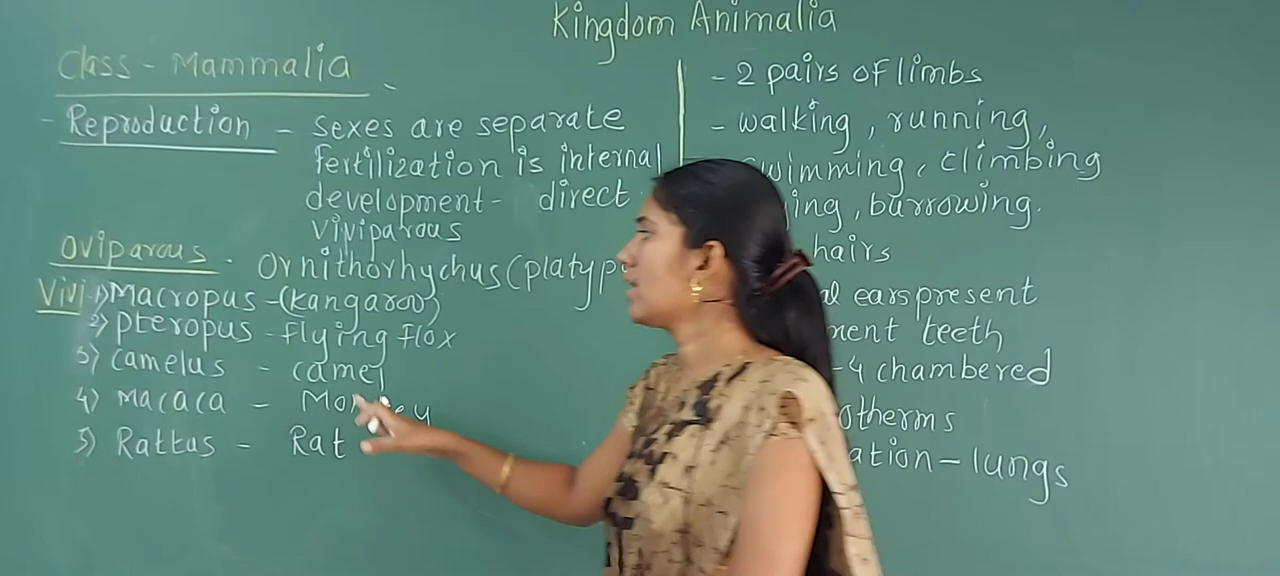 Kingdom Animalia
Class - Mammalia
- Reproduction - sexes are separate
fertilization is internal
development - direct
viviparous
Oviparous - Ornithorhychus (platyp
Vivi 1) Macropus - (kangaroo)
2) pteropus - flying flox
3) camelus - camel
4) Macaca - Monkey
5) Rattus - Rat
- 2 pairs of limbs
- walking, running,
swimming, climbing
ing, burrowing.
hairs
al ears present
ment teeth
- 4 chambered
otherms
ation - lungs